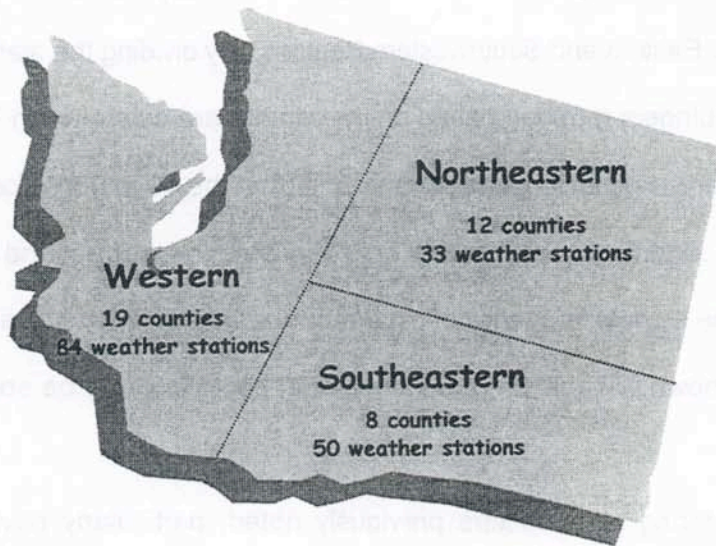 Northeastern
12 counties
33 weather stations
Western
19 counties
84 weather stations
Southeastern
8 counties
50 weather stations